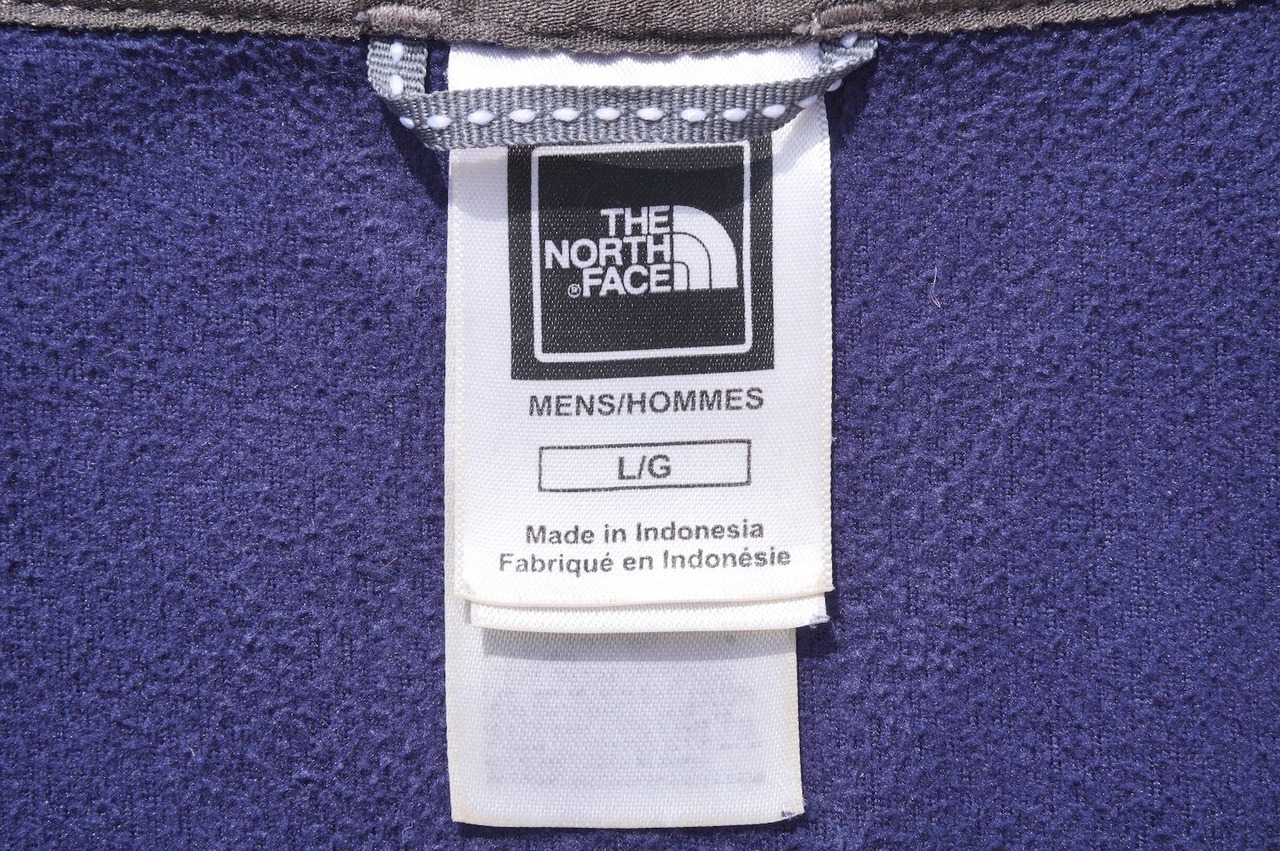 THE
NORTH
® FACE
MENS/HOMMES
L/G
Made in Indonesia
Fabriqué en Indonésie